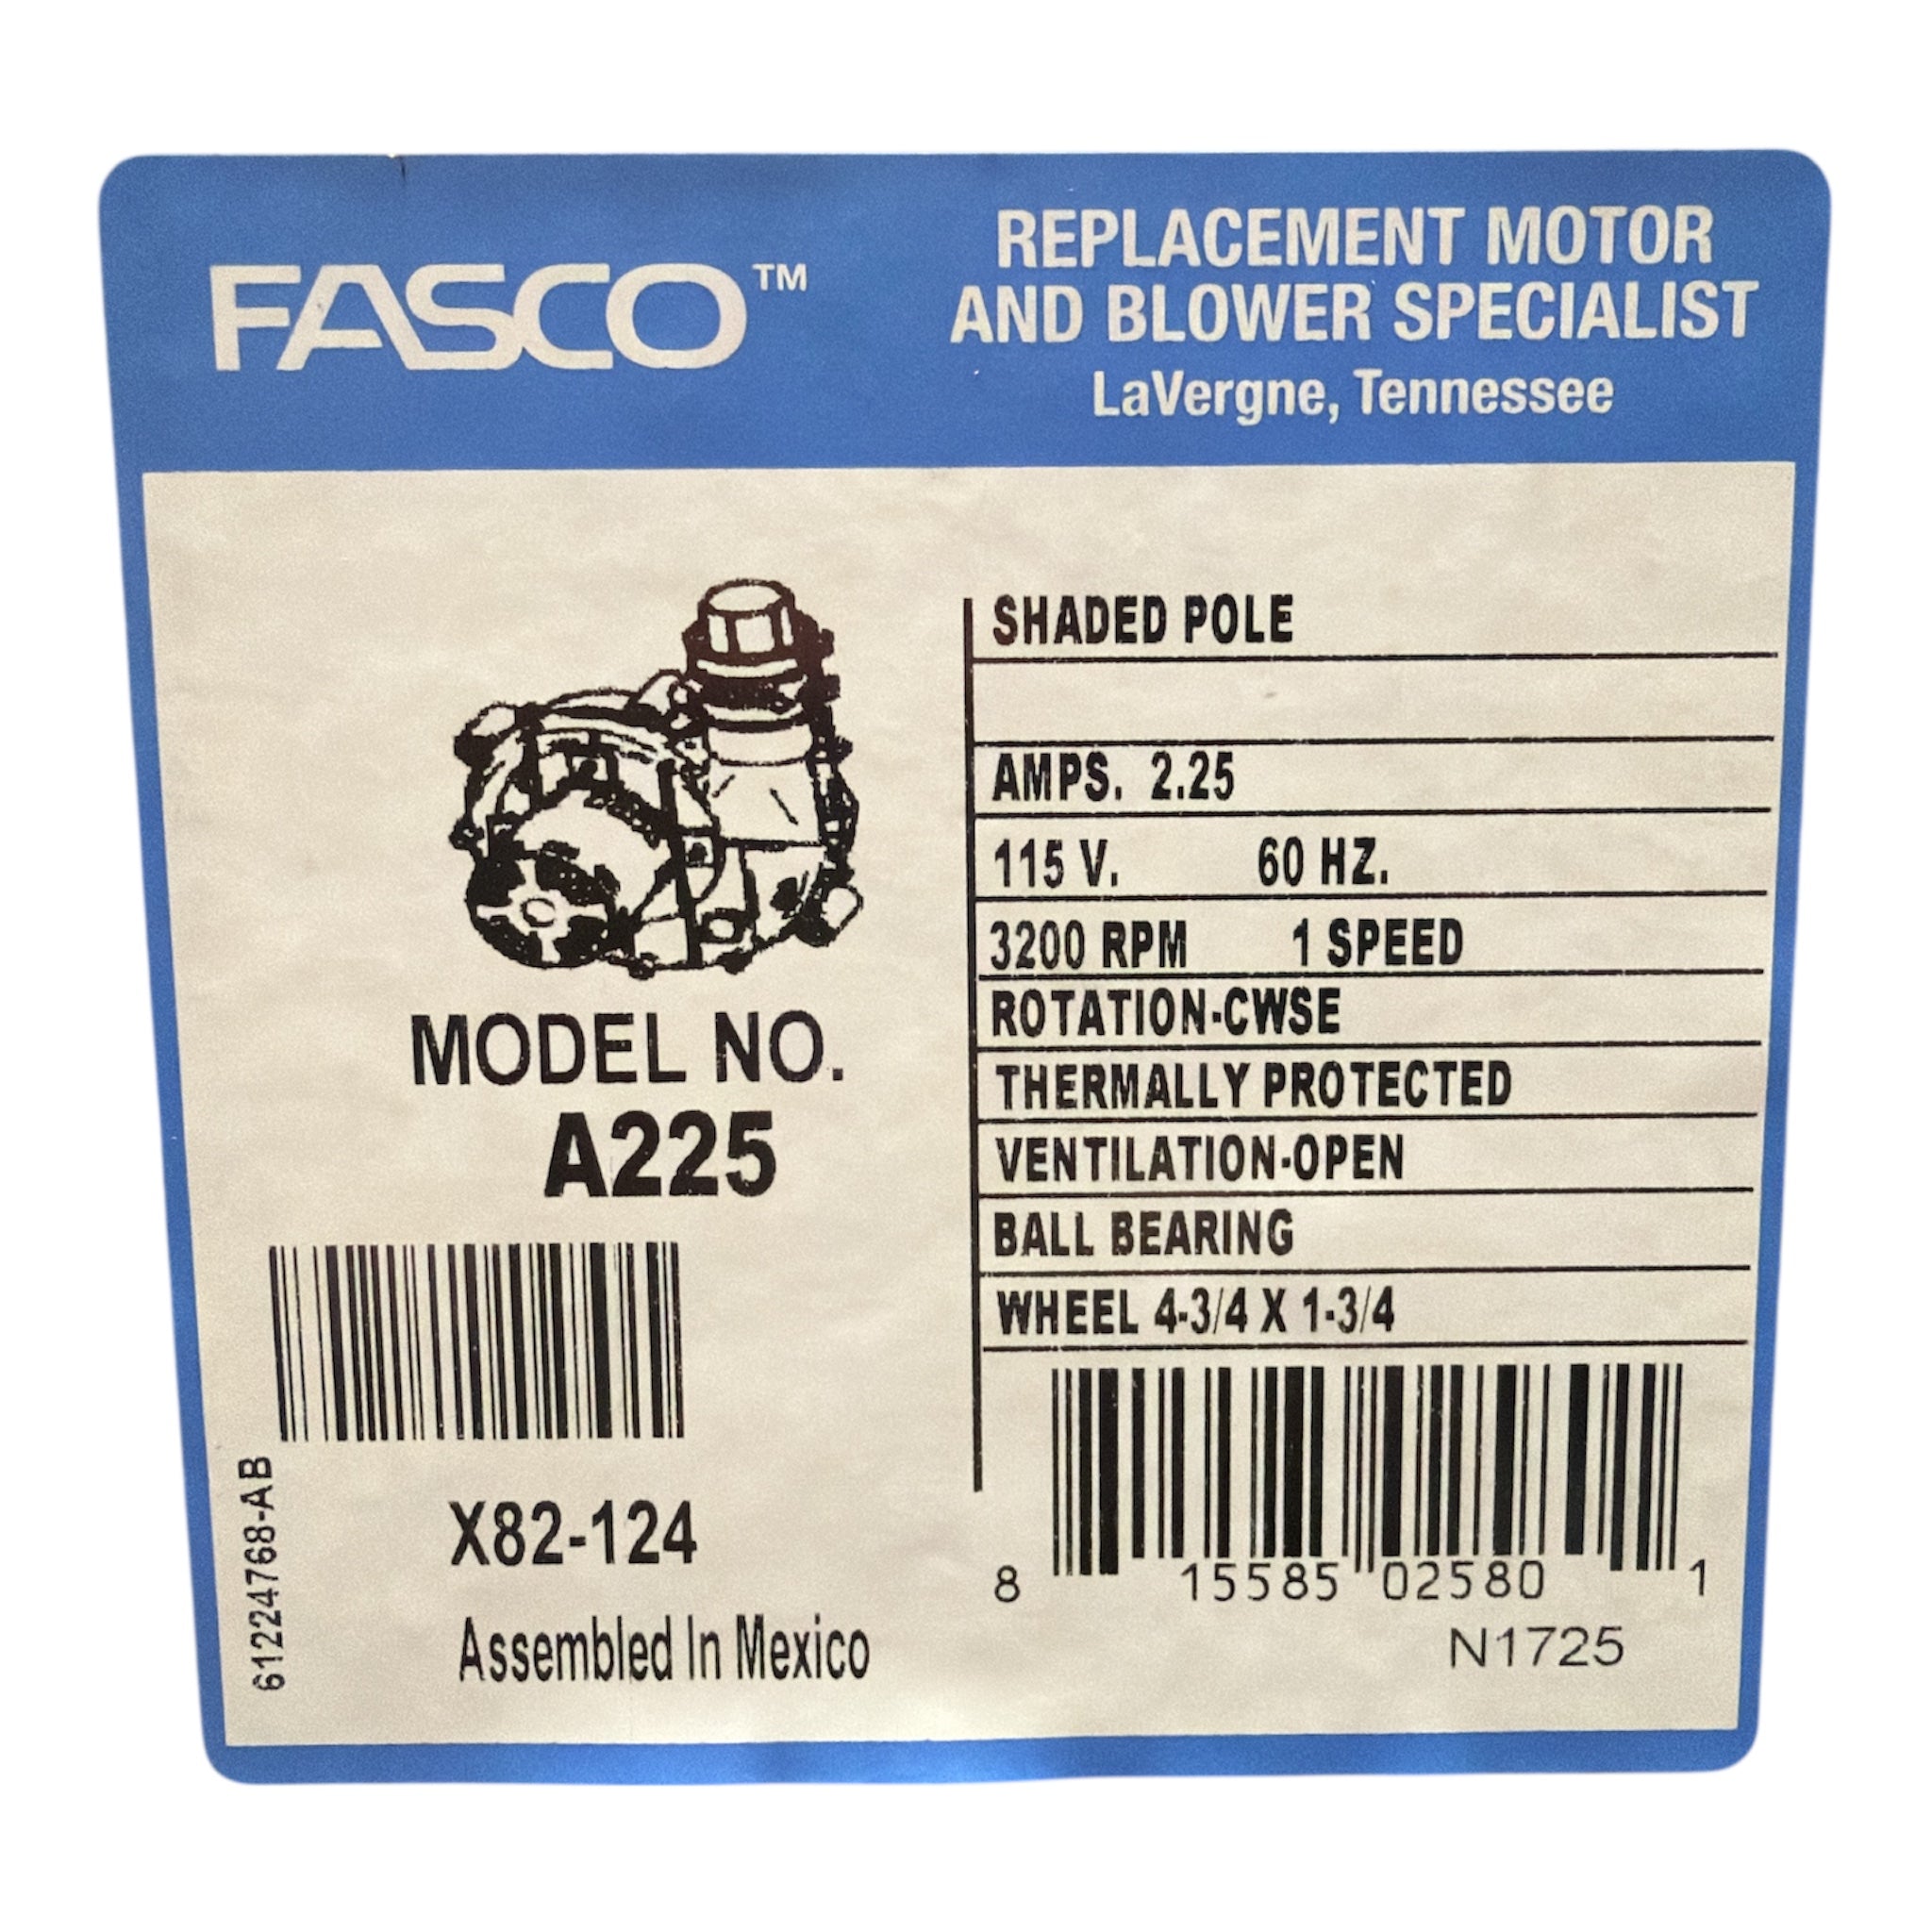 FASCO™
REPLACEMENT MOTOR
AND BLOWER SPECIALIST
LaVergne, Tennessee
MODEL NO.
A225
X82-124
Assembled In Mexico
61224768-AB
SHADED POLE
AMPS. 2.25
115 V. 60 HZ.
3200 RPM 1 SPEED
ROTATION-CWSE
THERMALLY PROTECTED
VENTILATION-OPEN
BALL BEARING
WHEEL 4-3/4 X 1-3/4
8 15585 02580 1
N1725